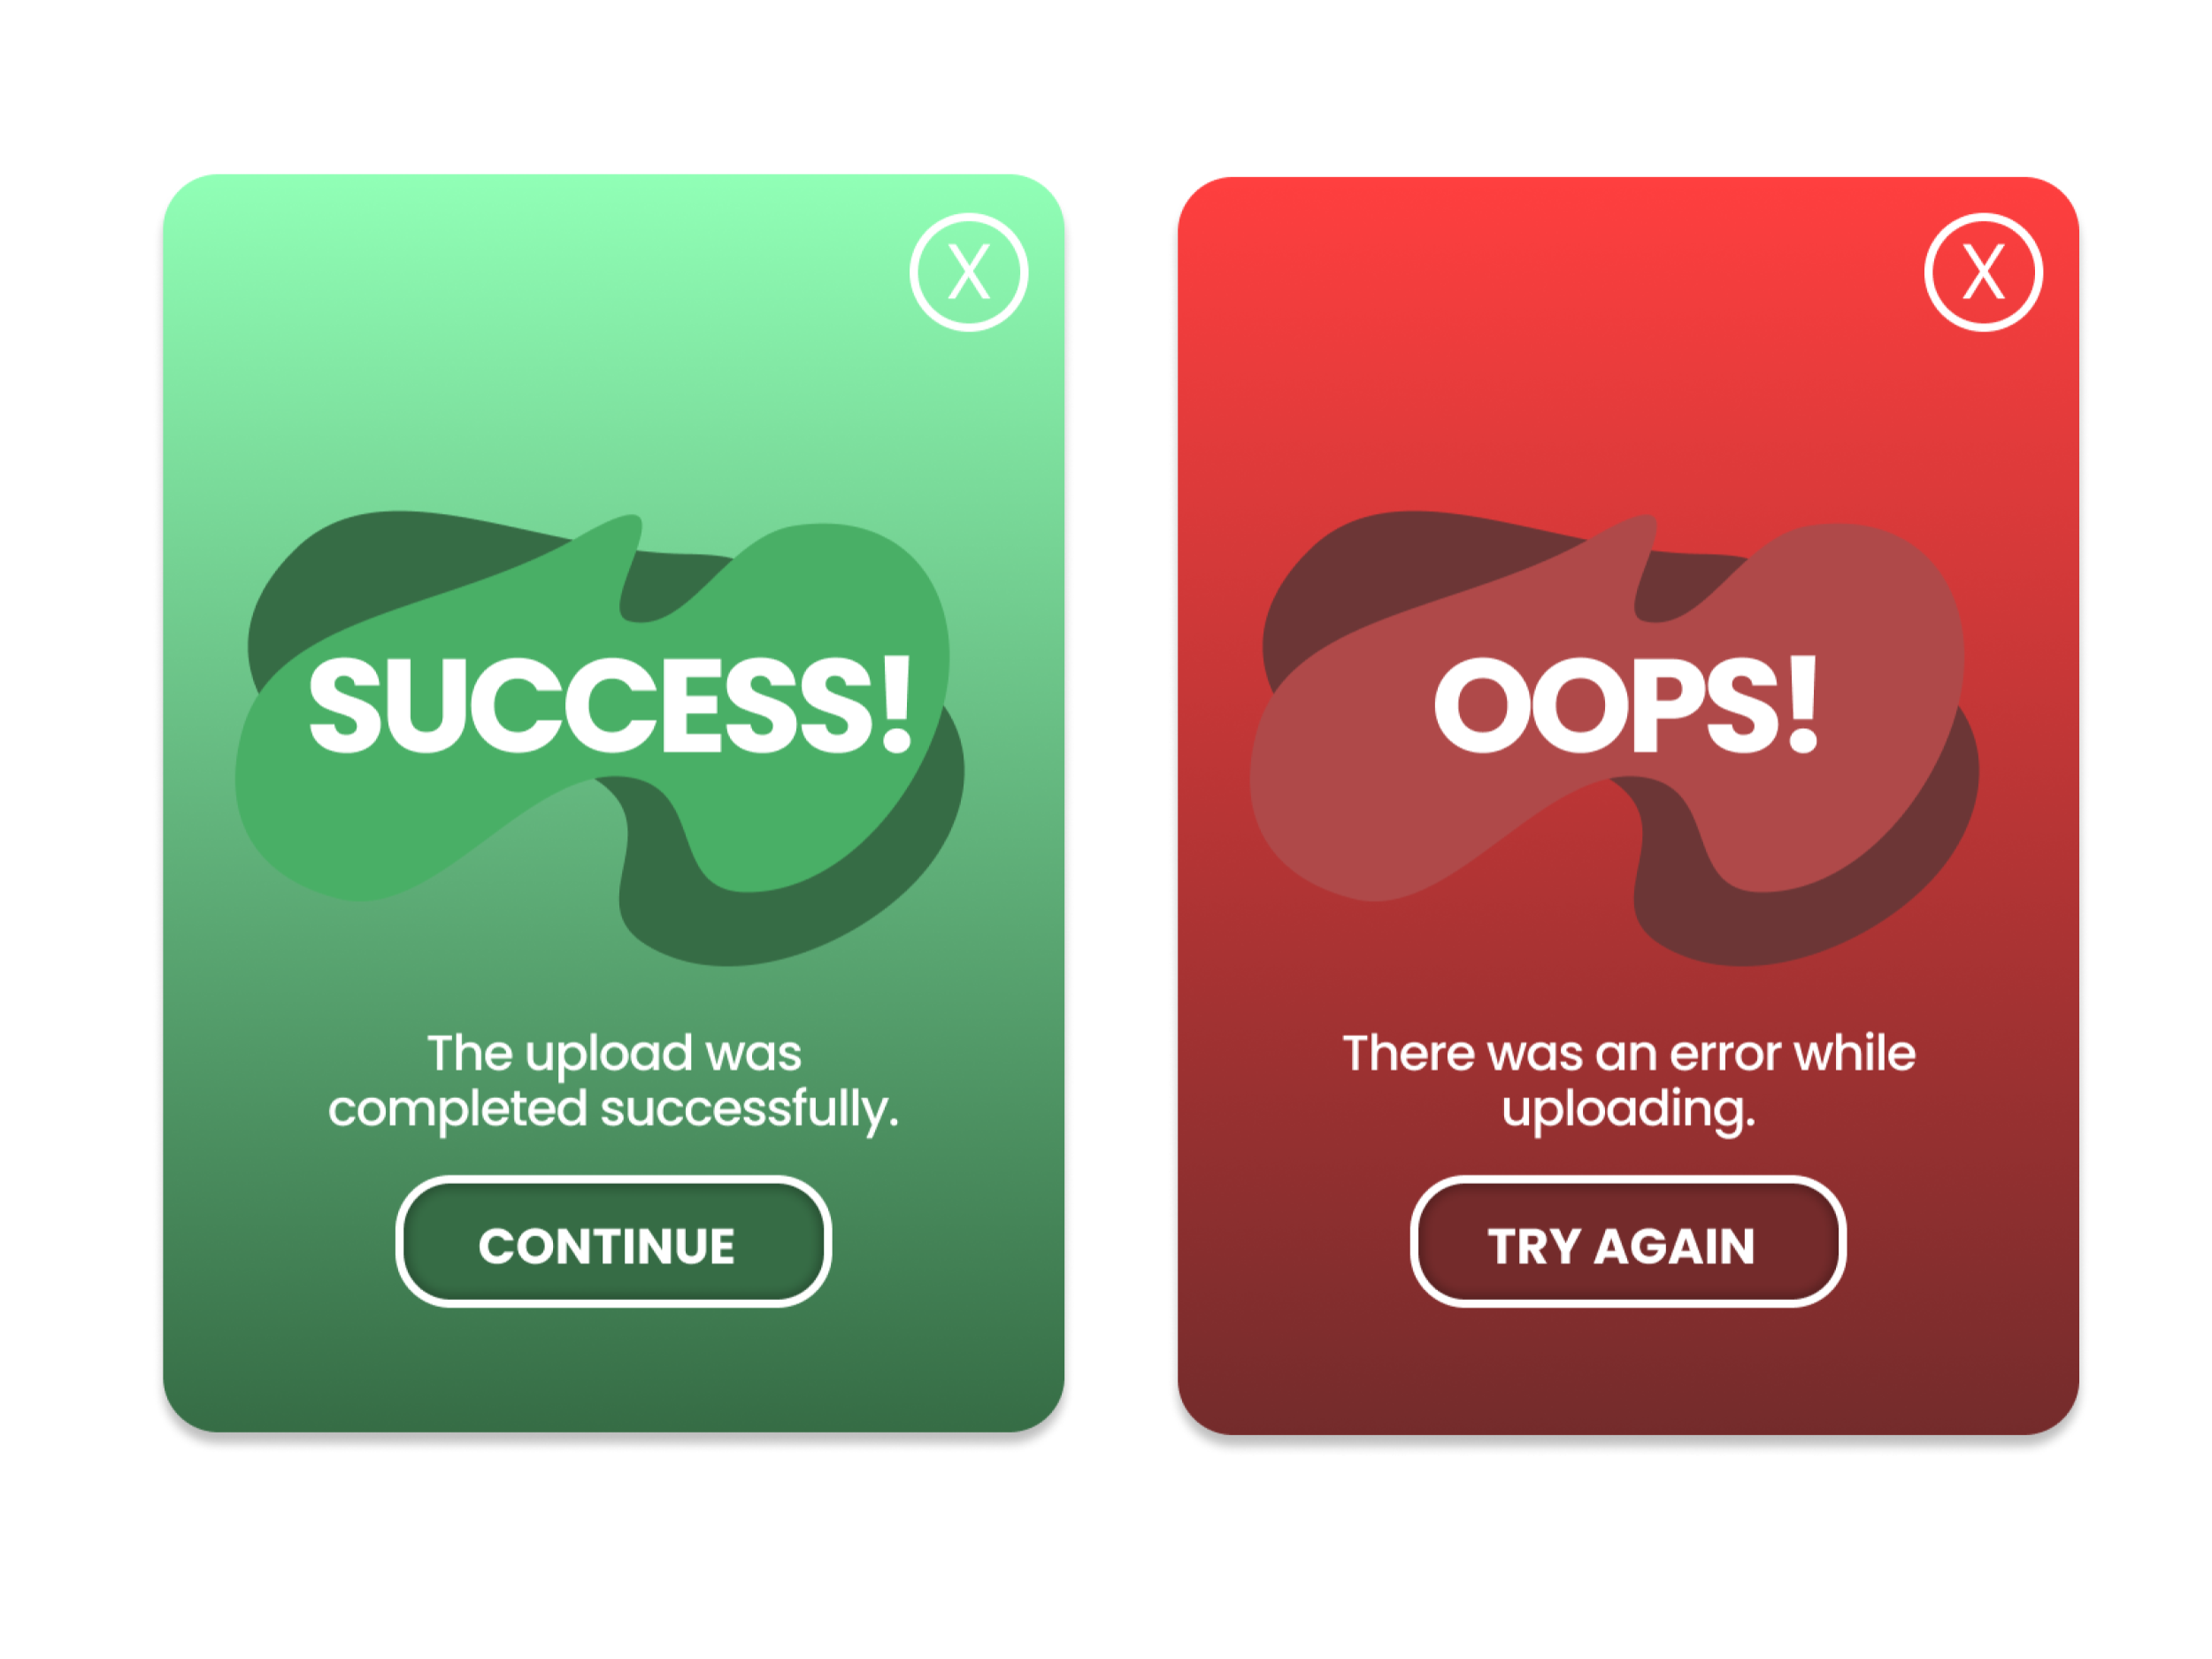 X
SUCCESS!
The upload was
completed successfully.
CONTINUE
X
OOPS!
There was an error while
uploading.
TRY AGAIN